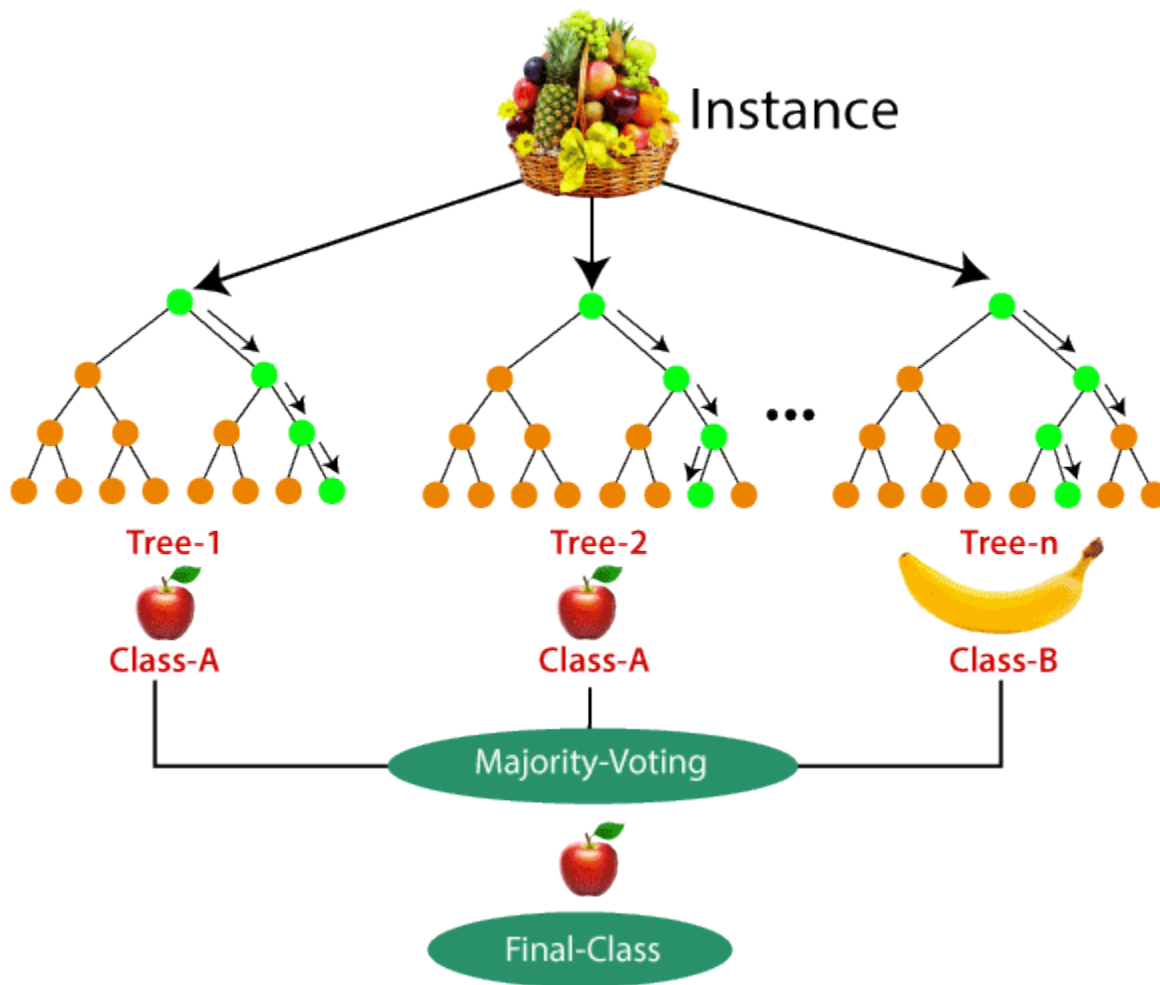 Instance
Tree-1
Tree-2
Tree-n
Class-A
Class-A
Class-B
Majority-Voting
Final-Class